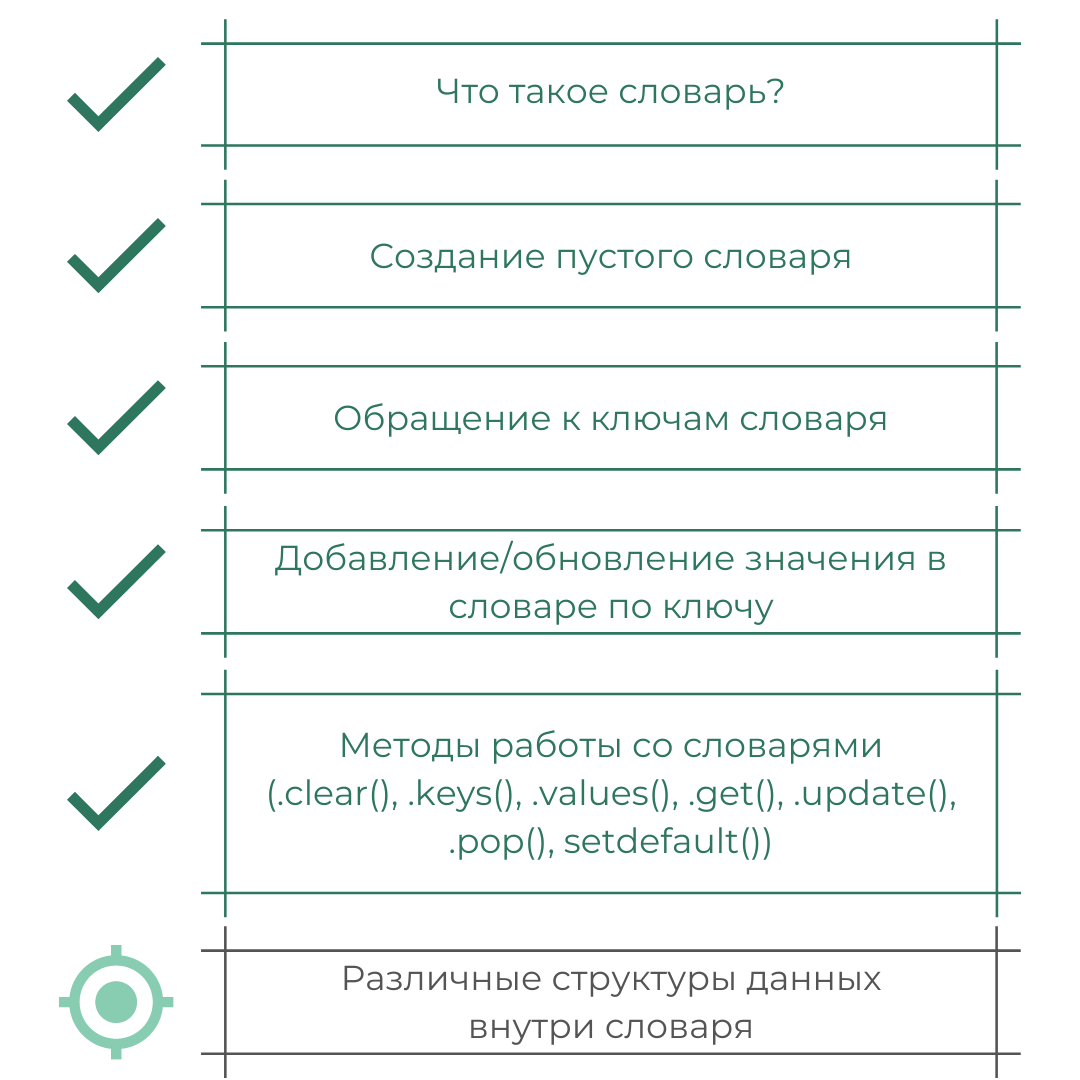 Что такое словарь?
Создание пустого словаря
Обращение к ключам словаря
Добавление/обновление значения в
словаре по ключу
Методы работы со словарями
(.clear(), .keys(), .values(), .get(), .update(),
.pop(), setdefault())
Различные структуры данных
внутри словаря